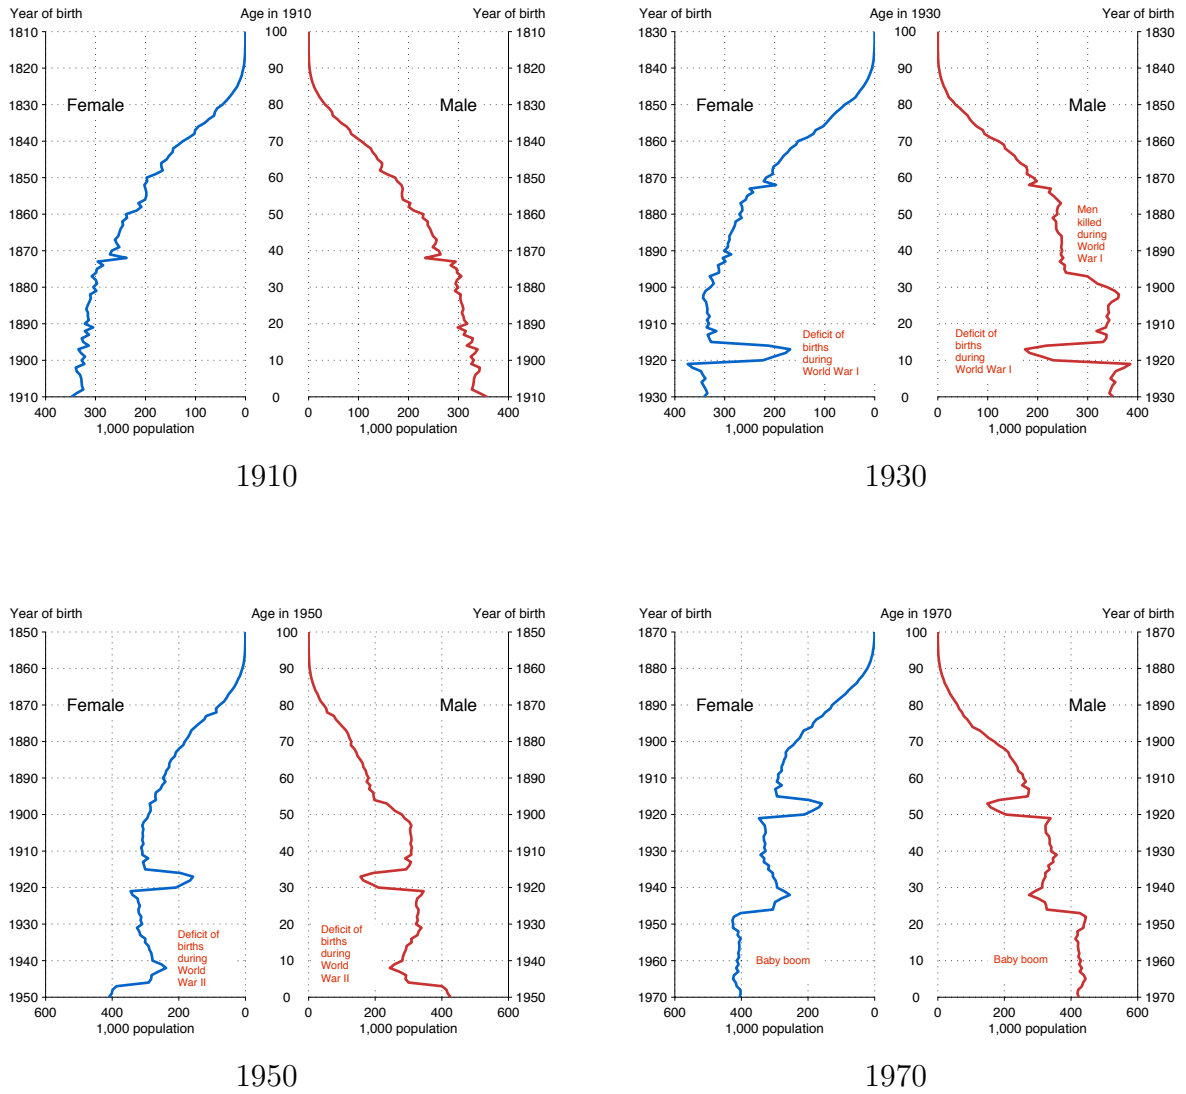 Year of birth Age in 1910 Year of birth
1810 100 1810
1820 90 1820
Female Male
1830 80 1830
1840 70 1840
1850 60 1850
1860 50 1860
1870 40 1870
1880 30 1880
1890 20 1890
1900 10 1900
1910 0 1910
400 300 200 100 0 0 100 200 300 400
1,000 population 1,000 population
1910
Year of birth Age in 1930 Year of birth
1830 100 1830
1840 90 1840
Female Male
1850 80 1850
1860 70 1860
1870 60 1870
Men
killed
during
World
War I
1880 50 1880
1890 40 1890
1900 30 1900
1910 20 1910
Deficit of
births
during
World War I
Deficit of
births
during
World War I
1920 10 1920
1930 0 1930
400 300 200 100 0 0 100 200 300 400
1,000 population 1,000 population
1930
Year of birth Age in 1950 Year of birth
1850 100 1850
1860 90 1860
Female Male
1870 80 1870
1880 70 1880
1890 60 1890
1900 50 1900
1910 40 1910
1920 30 1920
1930 20 1930
Deficit of
births
during
World
War II
Deficit of
births
during
World
War II
1940 10 1940
1950 0 1950
600 400 200 0 0 200 400 600
1,000 population 1,000 population
1950
Year of birth Age in 1970 Year of birth
1870 100 1870
1880 90 1880
Female Male
1890 80 1890
1900 70 1900
1910 60 1910
1920 50 1920
1930 40 1930
1940 30 1940
1950 20 1950
Baby boom Baby boom
1960 10 1960
1970 0 1970
600 400 200 0 0 200 400 600
1,000 population 1,000 population
1970